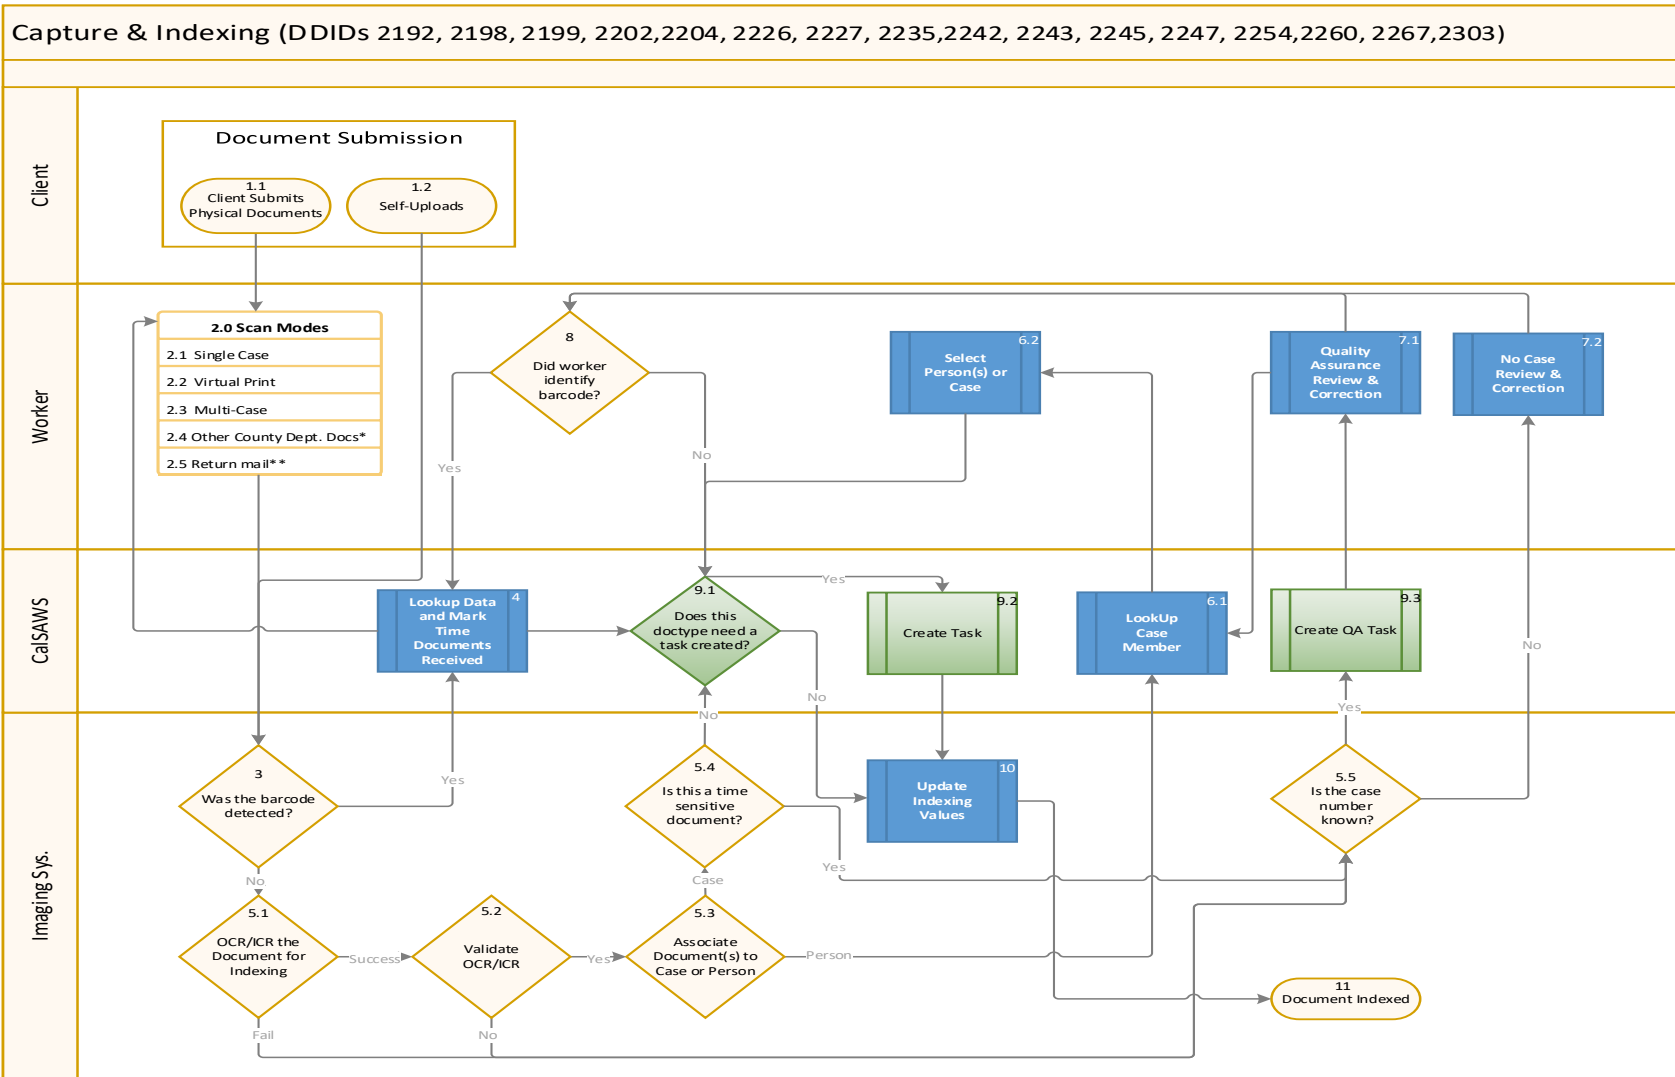 Capture & Indexing (DDIDs 2192, 2198, 2199, 2202,2204, 2226, 2227, 2235,2242, 2243, 2245, 2247, 2254,2260, 2267,2303)
Client
Document Submission
1.1
Client Submits
Physical Documents
1.2
Self-Uploads
Worker
2.0 Scan Modes
2.1 Single Case
2.2 Virtual Print
2.3 Multi-Case
2.4 Other County Dept. Docs*
2.5 Return mail**
8
Did worker
identify
barcode?
Yes
No
6.2
Select
Person(s) or
Case
7.1
Quality
Assurance
Review &
Correction
7.2
No Case
Review &
Correction
CalSAWS
4
Lookup Data
and Mark
Time
Documents
Received
9.1
Does this
doctype need a
task created?
Yes
No
9.2
Create Task
6.1
LookUp
Case
Member
9.3
Create QA Task
No
Yes
No
Imaging Sys.
3
Was the barcode
detected?
Yes
No
5.4
Is this a time
sensitive
document?
Yes
10
Update
Indexing
Values
5.5
Is the case
number
known?
5.1
OCR/ICR the
Document for
Indexing
Success
Fail
5.2
Validate
OCR/ICR
Yes
No
Case
5.3
Associate
Document(s) to
Case or Person
Person
11
Document Indexed